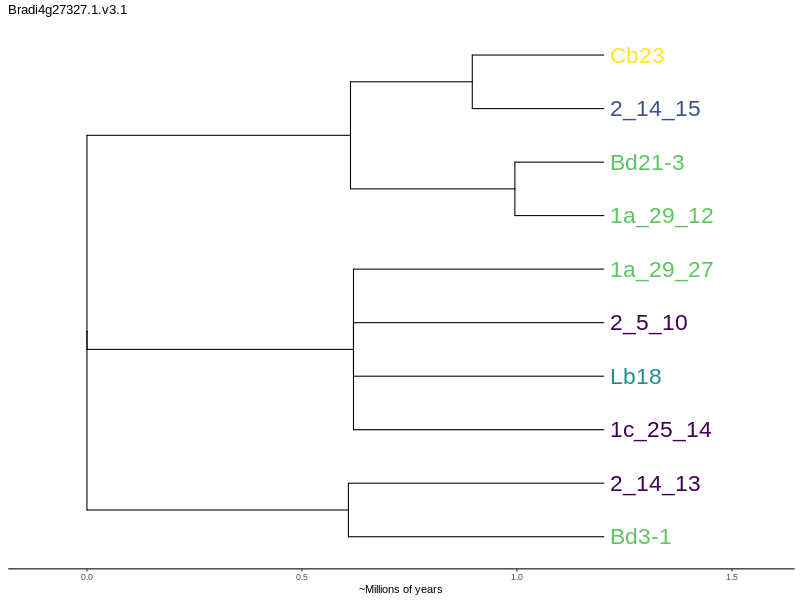 Bradi4g27327.1.v3.1
Cb23
2_14_15
Bd21-3
1a_29_12
1a_29_27
2_5_10
Lb18
1c_25_14
2_14_13
Bd3-1
0.0 0.5 1.0 1.5
~Millions of years